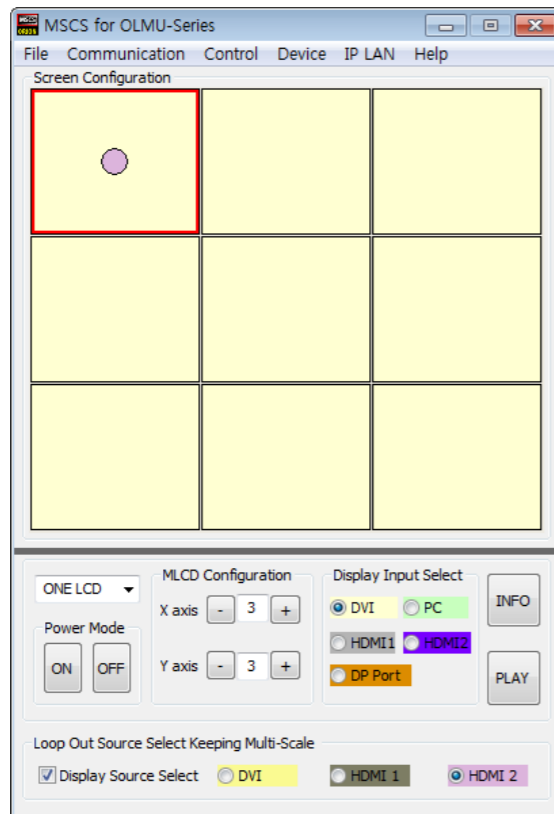 MSCS for OLMU-Series
File Communication Control Device IP LAN Help
Screen Configuration
ONE LCD
Power Mode
ON OFF
MLCD Configuration
X axis - 3 +
Y axis - 3 +
Display Input Select
DVI PC
HDMI1 HDMI2
DP Port
INFO
PLAY
Loop Out Source Select Keeping Multi-Scale
Display Source Select DVI HDMI 1 HDMI 2